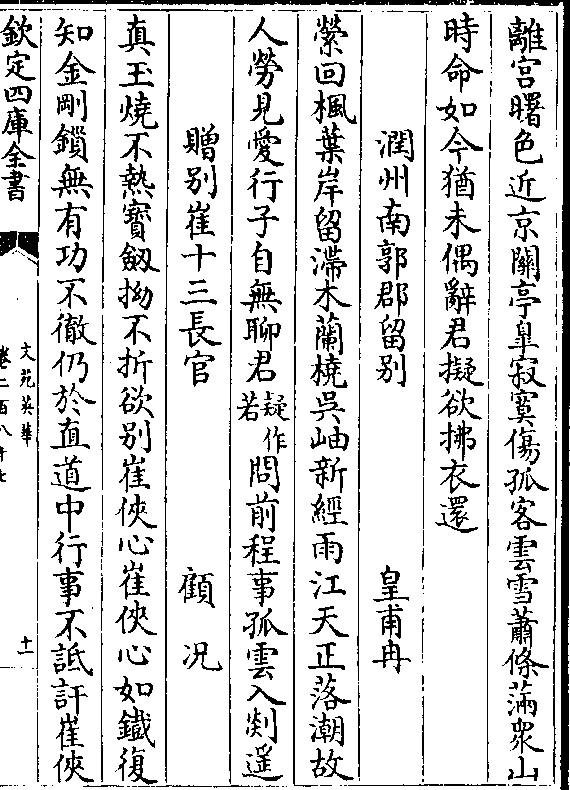 離宮曙色近京關亭臯寂寞傷孤客雲雪蕭條滿衆山
時命如今猶未偶辭君擬欲拂衣還
潤州南郭郡留别　皇甫冉
縈回楓葉岸留滯木蘭橈吳岫新經雨江天正落潮故
人勞見愛行子自無聊君疑作若問前程事孤雲入剡遥
贈别崔十三長官　顧況
真玉燒不熱寳劒拗不折欲别崔俠心崔俠心如鐵復
知金剛鎖無有功不徹仍於直道中行事不詆訐崔俠
欽定四庫全書
文苑英華
卷二百八十七
十一